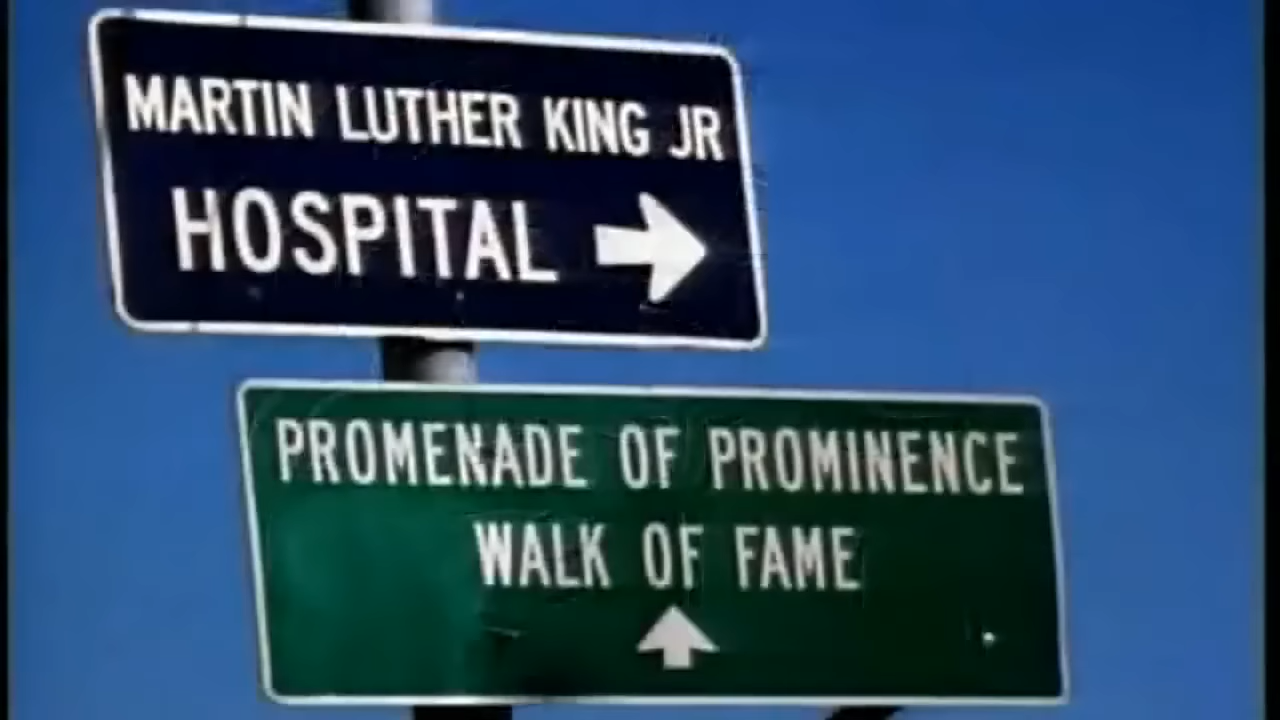 MARTIN LUTHER KING JR
HOSPITAL
PROMENADE OF PROMINENCE
WALK OF FAME